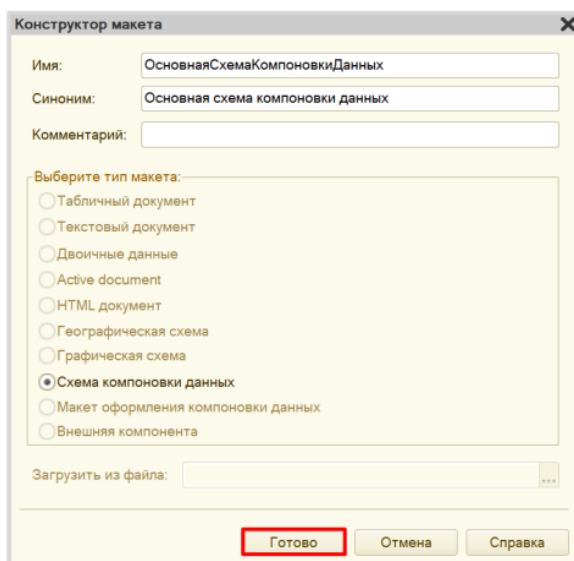 Конструктор макета
Имя: ОсновнаяСхемаКомпоновкиДанных
Синоним: Основная схема компоновки данных
Комментарий:
Выберите тип макета:
Табличный документ
Текстовый документ
Двоичные данные
Active document
HTML документ
Географическая схема
Графическая схема
Схема компоновки данных
Макет оформления компоновки данных
Внешняя компонента
Загрузить из файла: ...
Готово Отмена Справка